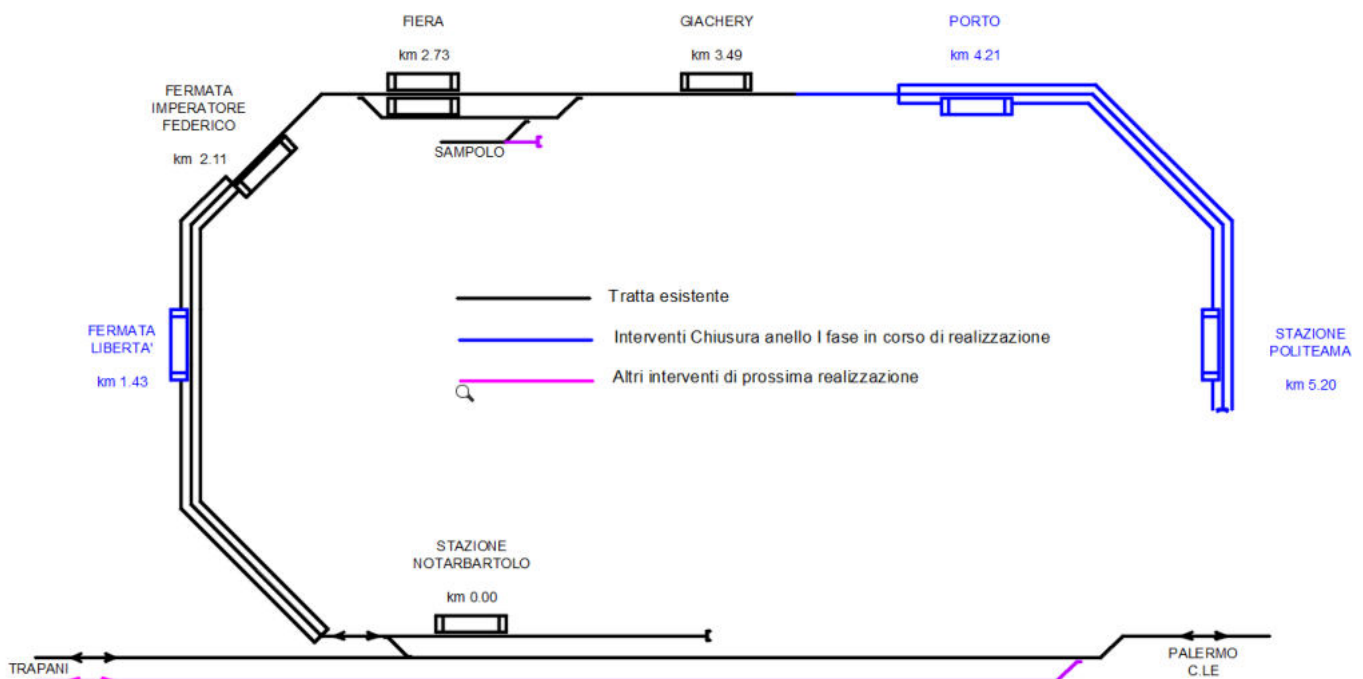 FIERA
km 2.73
GIACHERY
km 3.49
PORTO
km 4.21
FERMATA
IMPERATORE
FEDERICO
km 2.11
SAMPOLO
Tratta esistente
Interventi Chiusura anello I fase in corso di realizzazione
Altri interventi di prossima realizzazione
FERMATA
LIBERTA'
km 1.43
STAZIONE
POLITEAMA
km 5.20
STAZIONE
NOTARBARTOLO
km 0.00
TRAPANI
PALERMO
C.LE